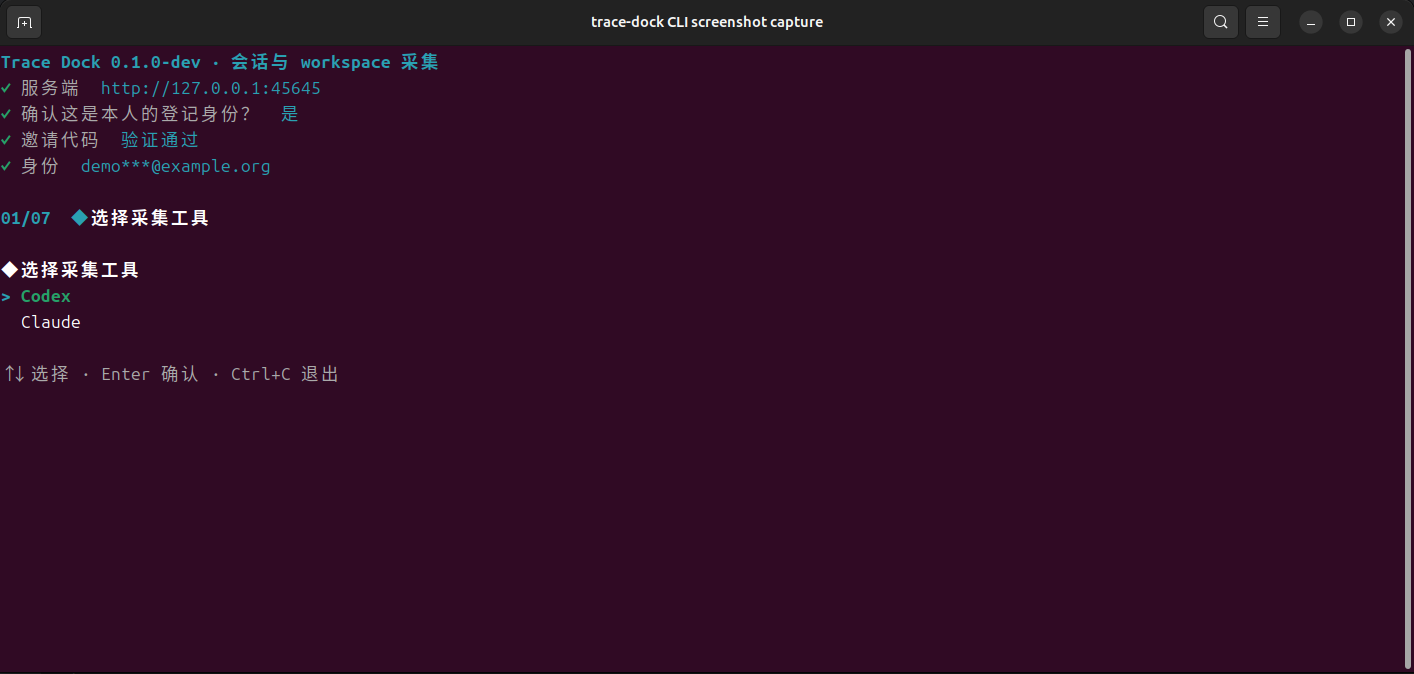 trace-dock CLI screenshot capture
Trace Dock 0.1.0-dev · 会话与 workspace 采集
✓ 服务端  http://127.0.0.1:45645
✓ 确认这是本人的登记身份？  是
✓ 邀请代码  验证通过
✓ 身份  demo***@example.org
01/07  ◆选择采集工具
◆选择采集工具
> Codex
Claude
↑↓选择 · Enter 确认 · Ctrl+C 退出